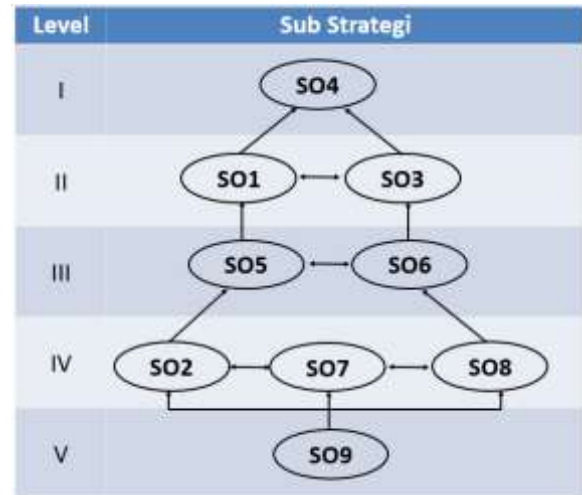 Level Sub Strategi
I SO4
II SO1 SO3
III SO5 SO6
IV SO2 SO7 SO8
V SO9